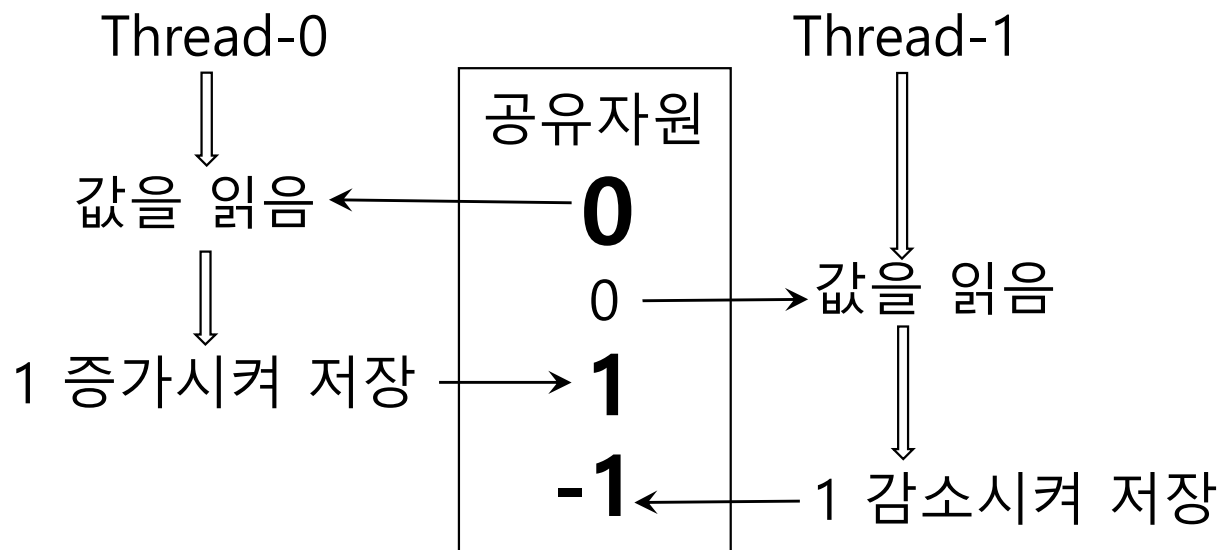 Thread-0
Thread-1
공유자원
값을 읽음
0
0
값을 읽음
1 증가시켜 저장
1
-1
1 감소시켜 저장